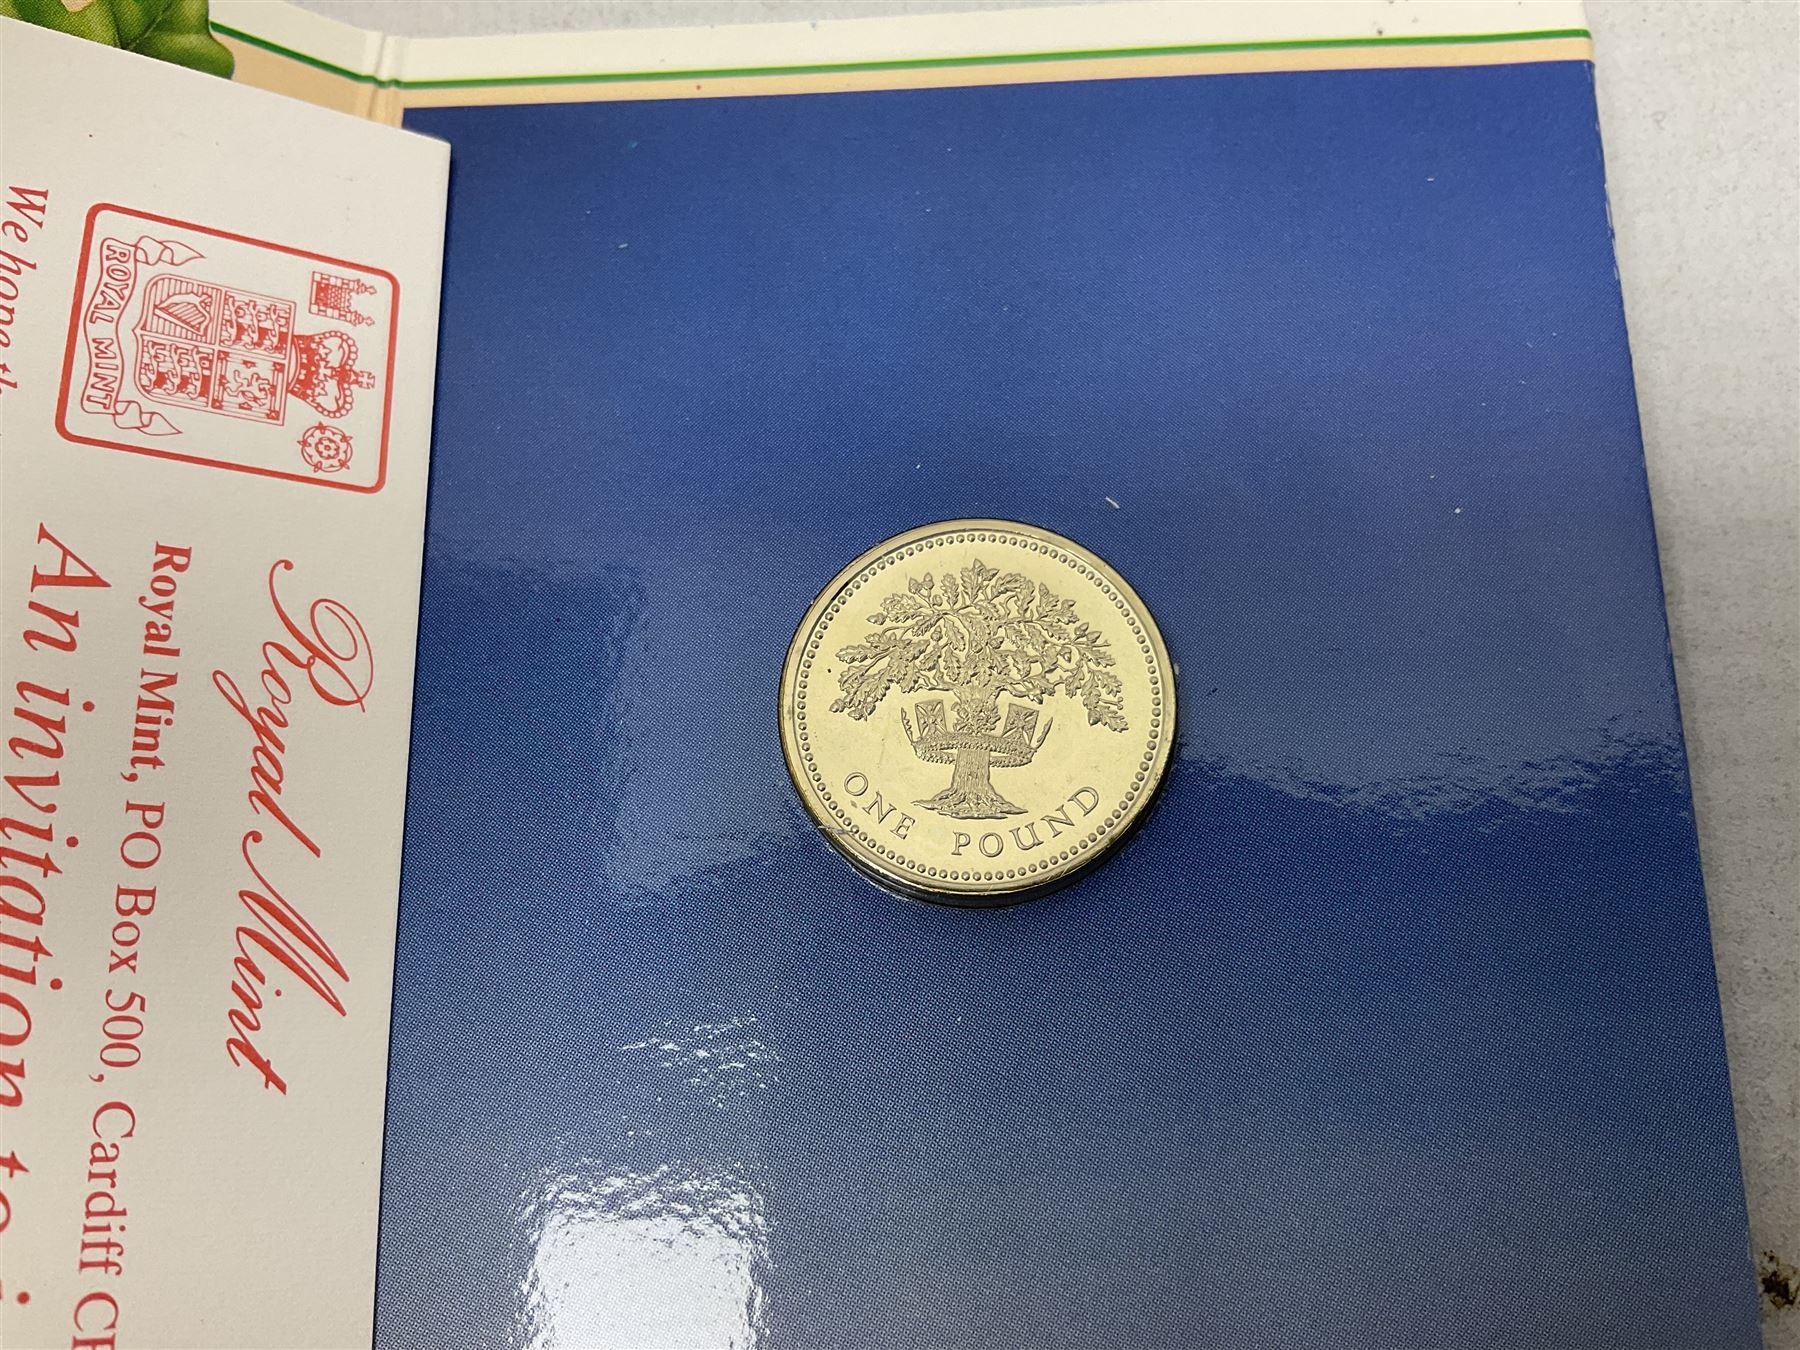 ROYAL MINT
Royal Mint
Royal Mint, PO Box 500, Cardiff
An invitation
We hope
ONE POUND